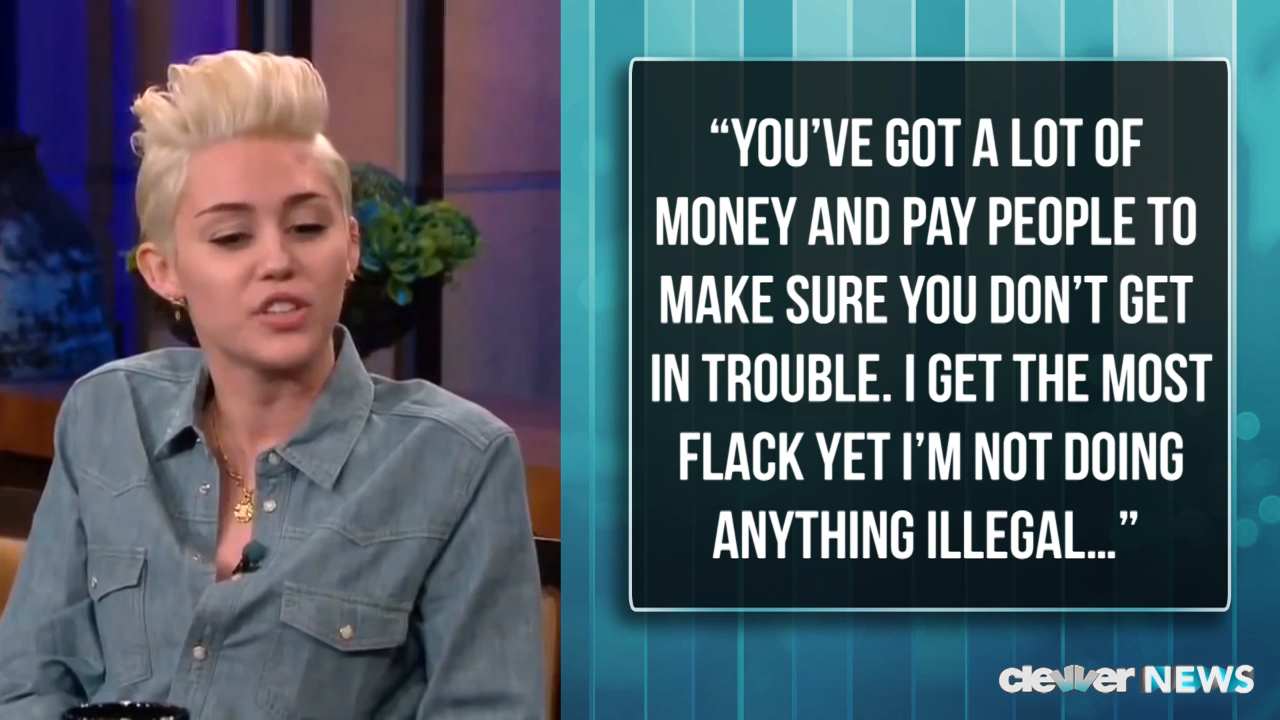 “YOU’VE GOT A LOT OF
MONEY AND PAY PEOPLE TO
MAKE SURE YOU DON’T GET
IN TROUBLE. I GET THE MOST
FLACK YET I’M NOT DOING
ANYTHING ILLEGAL...”
clevver NEWS